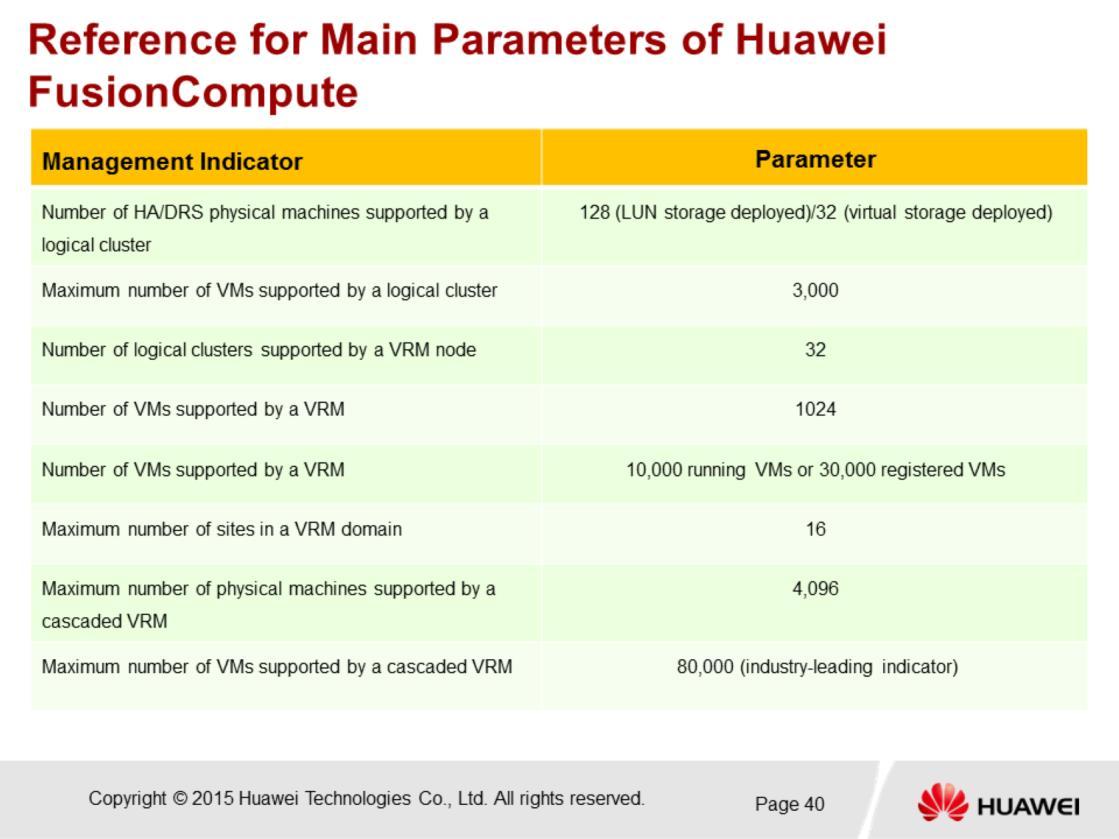 Reference for Main Parameters of Huawei
FusionCompute
Management Indicator
Parameter
Number of HA/DRS physical machines supported by a
logical cluster
128 (LUN storage deployed)/32 (virtual storage deployed)
Maximum number of VMs supported by a logical cluster
3,000
Number of logical clusters supported by a VRM node
32
Number of VMs supported by a VRM
1024
Number of VMs supported by a VRM
10,000 running VMs or 30,000 registered VMs
Maximum number of sites in a VRM domain
16
Maximum number of physical machines supported by a
cascaded VRM
4,096
Maximum number of VMs supported by a cascaded VRM
80,000 (industry-leading indicator)
Copyright © 2015 Huawei Technologies Co., Ltd. All rights reserved.
Page 40
HUAWEI